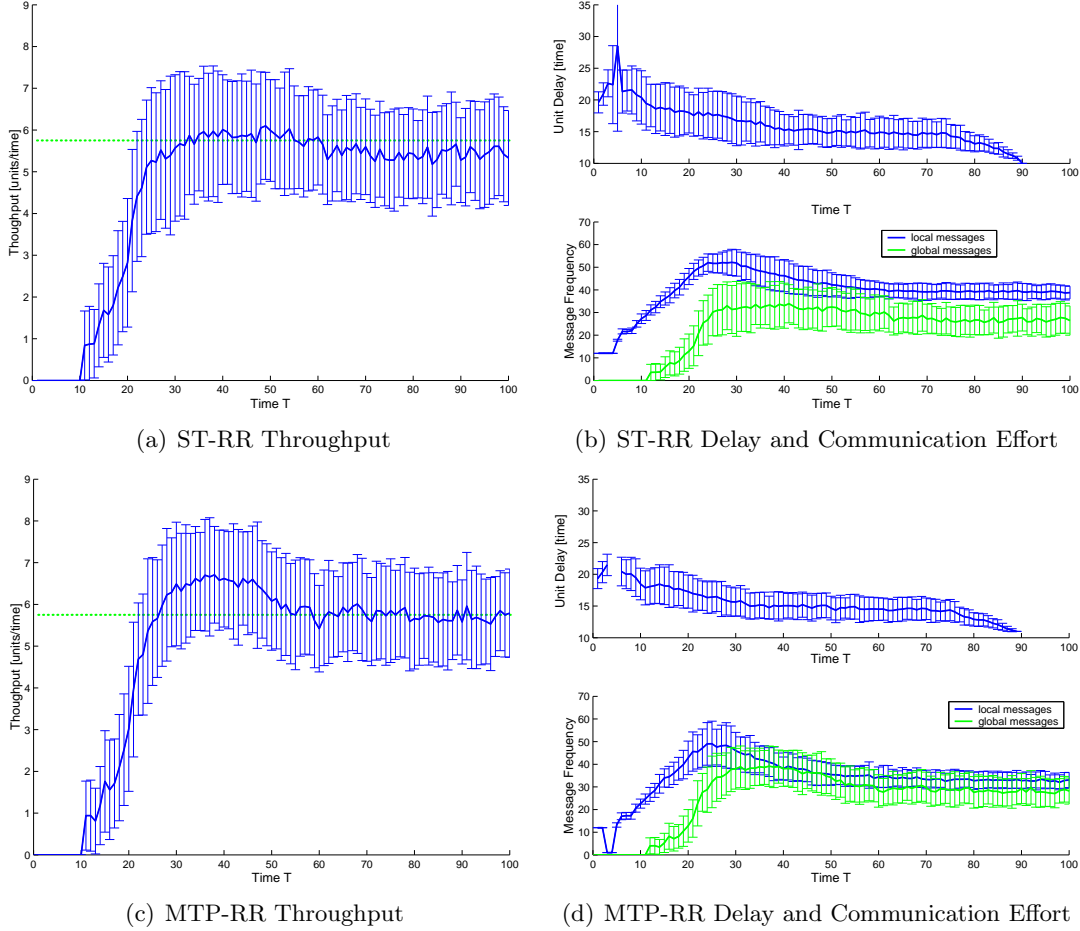 9
8
7
6
5
4
3
2
1
0
Thoughput [units/time]
0 10 20 30 40 50 60 70 80 90 100
Time T
(a) ST-RR Throughput
35
30
25
20
15
10
Unit Delay [time]
0 10 20 30 40 50 60 70 80 90 100
Time T
70
60
50
40
30
20
10
0
Message Frequency
local messages
global messages
0 10 20 30 40 50 60 70 80 90 100
Time T
(b) ST-RR Delay and Communication Effort
9
8
7
6
5
4
3
2
1
0
Thoughput [units/time]
0 10 20 30 40 50 60 70 80 90 100
Time T
(c) MTP-RR Throughput
35
30
25
20
15
10
Unit Delay [time]
0 10 20 30 40 50 60 70 80 90 100
Time T
70
60
50
40
30
20
10
0
Message Frequency
local messages
global messages
0 10 20 30 40 50 60 70 80 90 100
Time T
(d) MTP-RR Delay and Communication Effort